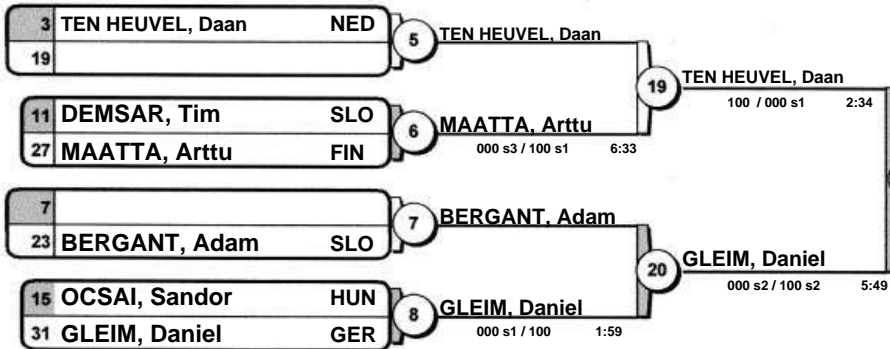 3 TEN HEUVEL, Daan NED
19
5
TEN HEUVEL, Daan
11 DEMSAR, Tim SLO
27 MAATTA, Arttu FIN
6
MAATTA, Arttu
000 s3 / 100 s1 6:33
19
TEN HEUVEL, Daan
100 / 000 s1 2:34
7
23 BERGANT, Adam SLO
7
BERGANT, Adam
15 OCSAI, Sandor HUN
31 GLEIM, Daniel GER
8
GLEIM, Daniel
000 s1 / 100 1:59
20
GLEIM, Daniel
000 s2 / 100 s2 5:49